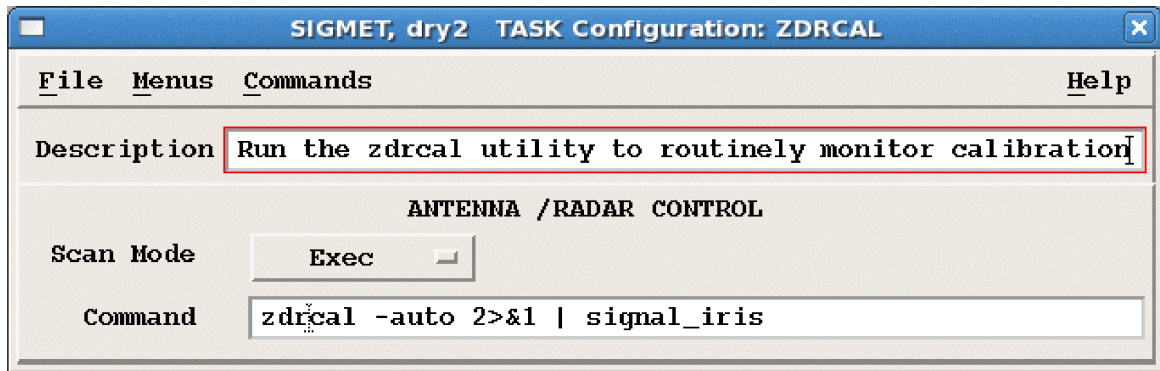 SIGMET, dry2 TASK Configuration: ZDRCAL
File Menus Commands Help
Description Run the zdrcal utility to routinely monitor calibration
ANTENNA /RADAR CONTROL
Scan Mode Exec
Command zdrcal -auto 2>&1 | signal_iris